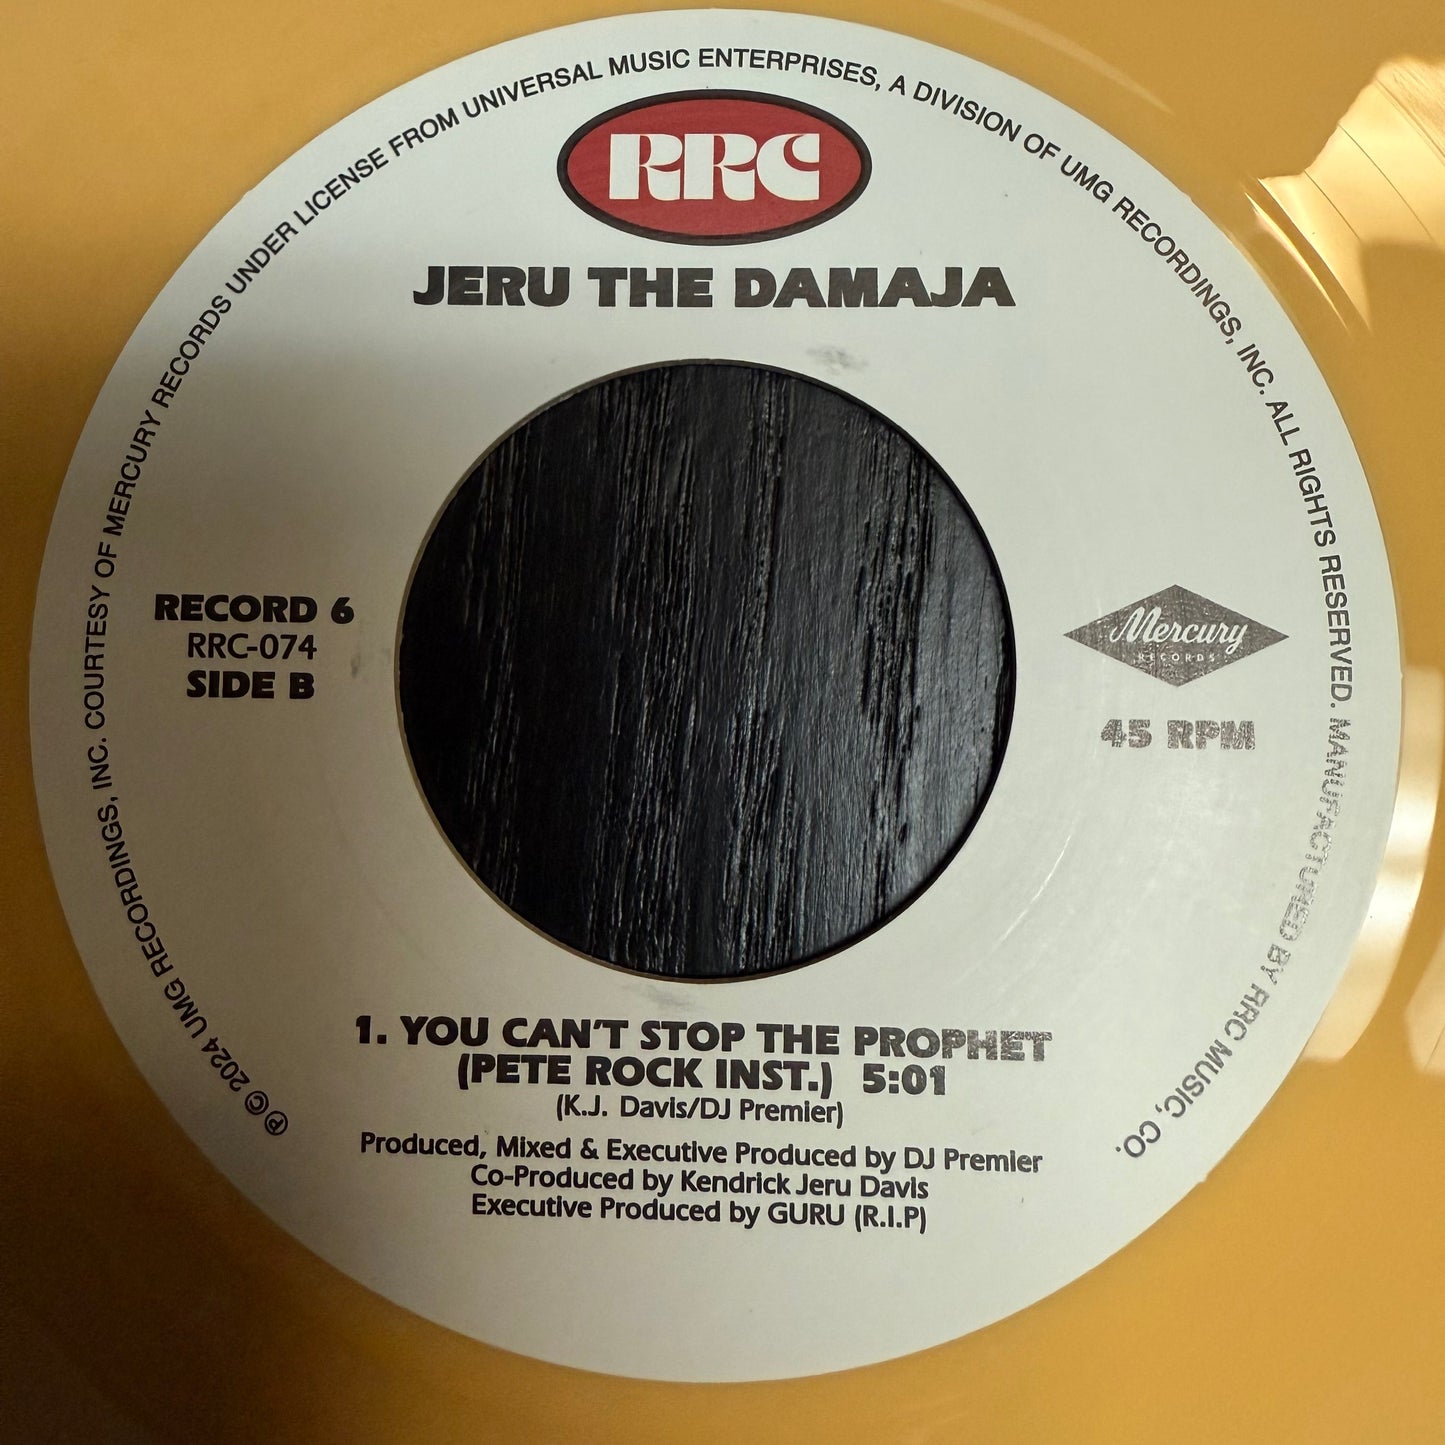 ℗© 2024 UMG RECORDINGS, INC. COURTESY OF MERCURY RECORDS UNDER LICENSE FROM UNIVERSAL MUSIC ENTERPRISES, A DIVISION OF UMG RECORDINGS, INC. ALL RIGHTS RESERVED. MANUFACTURED BY RRC MUSIC, CO.
RRC
JERU THE DAMAJA
RECORD 6
RRC-074
SIDE B
Mercury
RECORDS
45 RPM
1. YOU CAN'T STOP THE PROPHET
(PETE ROCK INST.) 5:01
(K.J. Davis/DJ Premier)
Produced, Mixed & Executive Produced by DJ Premier
Co-Produced by Kendrick Jeru Davis
Executive Produced by GURU (R.I.P)